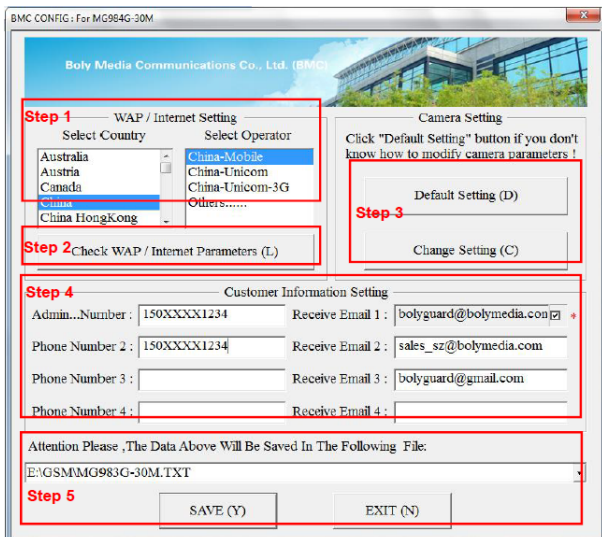 BMC CONFIG : For MG984G-30M
Boly Media Communications Co., Ltd. (BMC)
Step 1
WAP / Internet Setting
Select Country
Select Operator
Australia
Austria
Canada
China
China HongKong
China-Mobile
China-Unicom
China-Unicom-3G
Others......
Step 2
Check WAP / Internet Parameters (L)
Camera Setting
Click "Default Setting" button if you don't
know how to modify camera parameters !
Default Setting (D)
Step 3
Change Setting (C)
Step 4
Customer Information Setting
Admin...Number : 150XXXX1234 Receive Email 1 : bolyguard@bolymedia.com *
Phone Number 2 : 150XXXX1234 Receive Email 2 : sales_sz@bolymedia.com
Phone Number 3 : Receive Email 3 : bolyguard@gmail.com
Phone Number 4 : Receive Email 4 :
Attention Please ,The Data Above Will Be Saved In The Following File:
E:\GSM\MG983G-30M.TXT
Step 5
SAVE (Y)
EXIT (N)